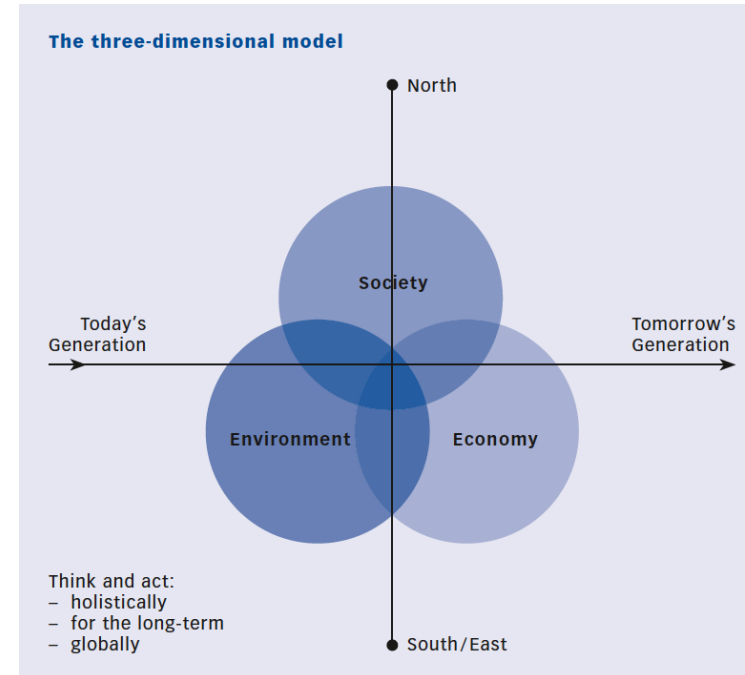 The three-dimensional model
North
Society
Today's
Generation
Tomorrow's
Generation
Environment
Economy
Think and act:
– holistically
– for the long-term
– globally
South/East